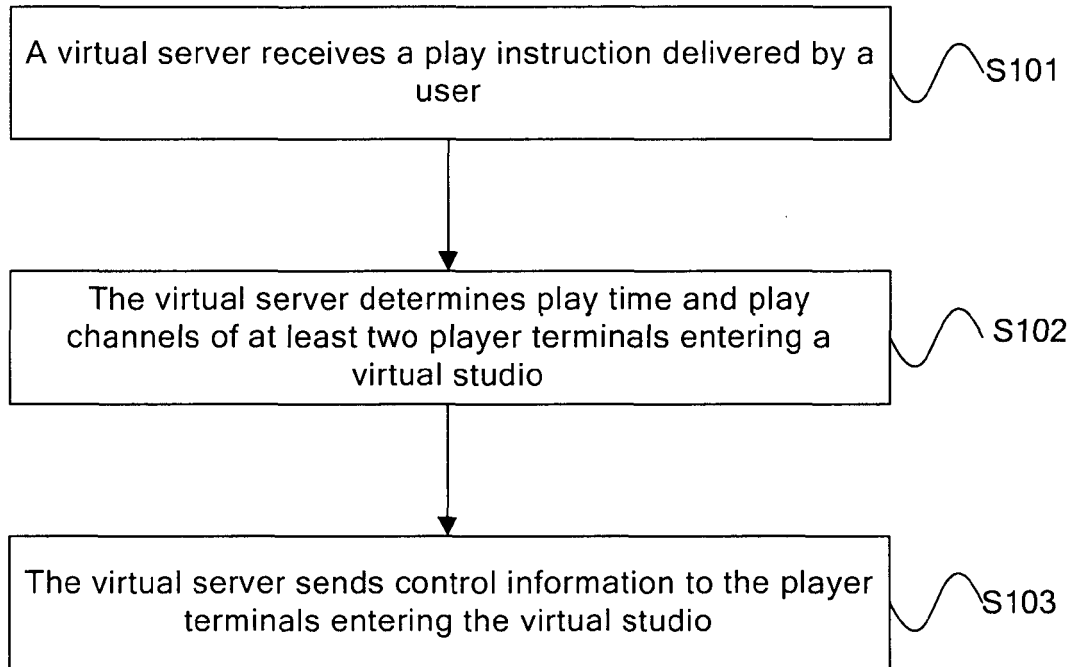 A virtual server receives a play instruction delivered by a
user
S101
The virtual server determines play time and play
channels of at least two player terminals entering a
virtual studio
S102
The virtual server sends control information to the player
terminals entering the virtual studio
S103